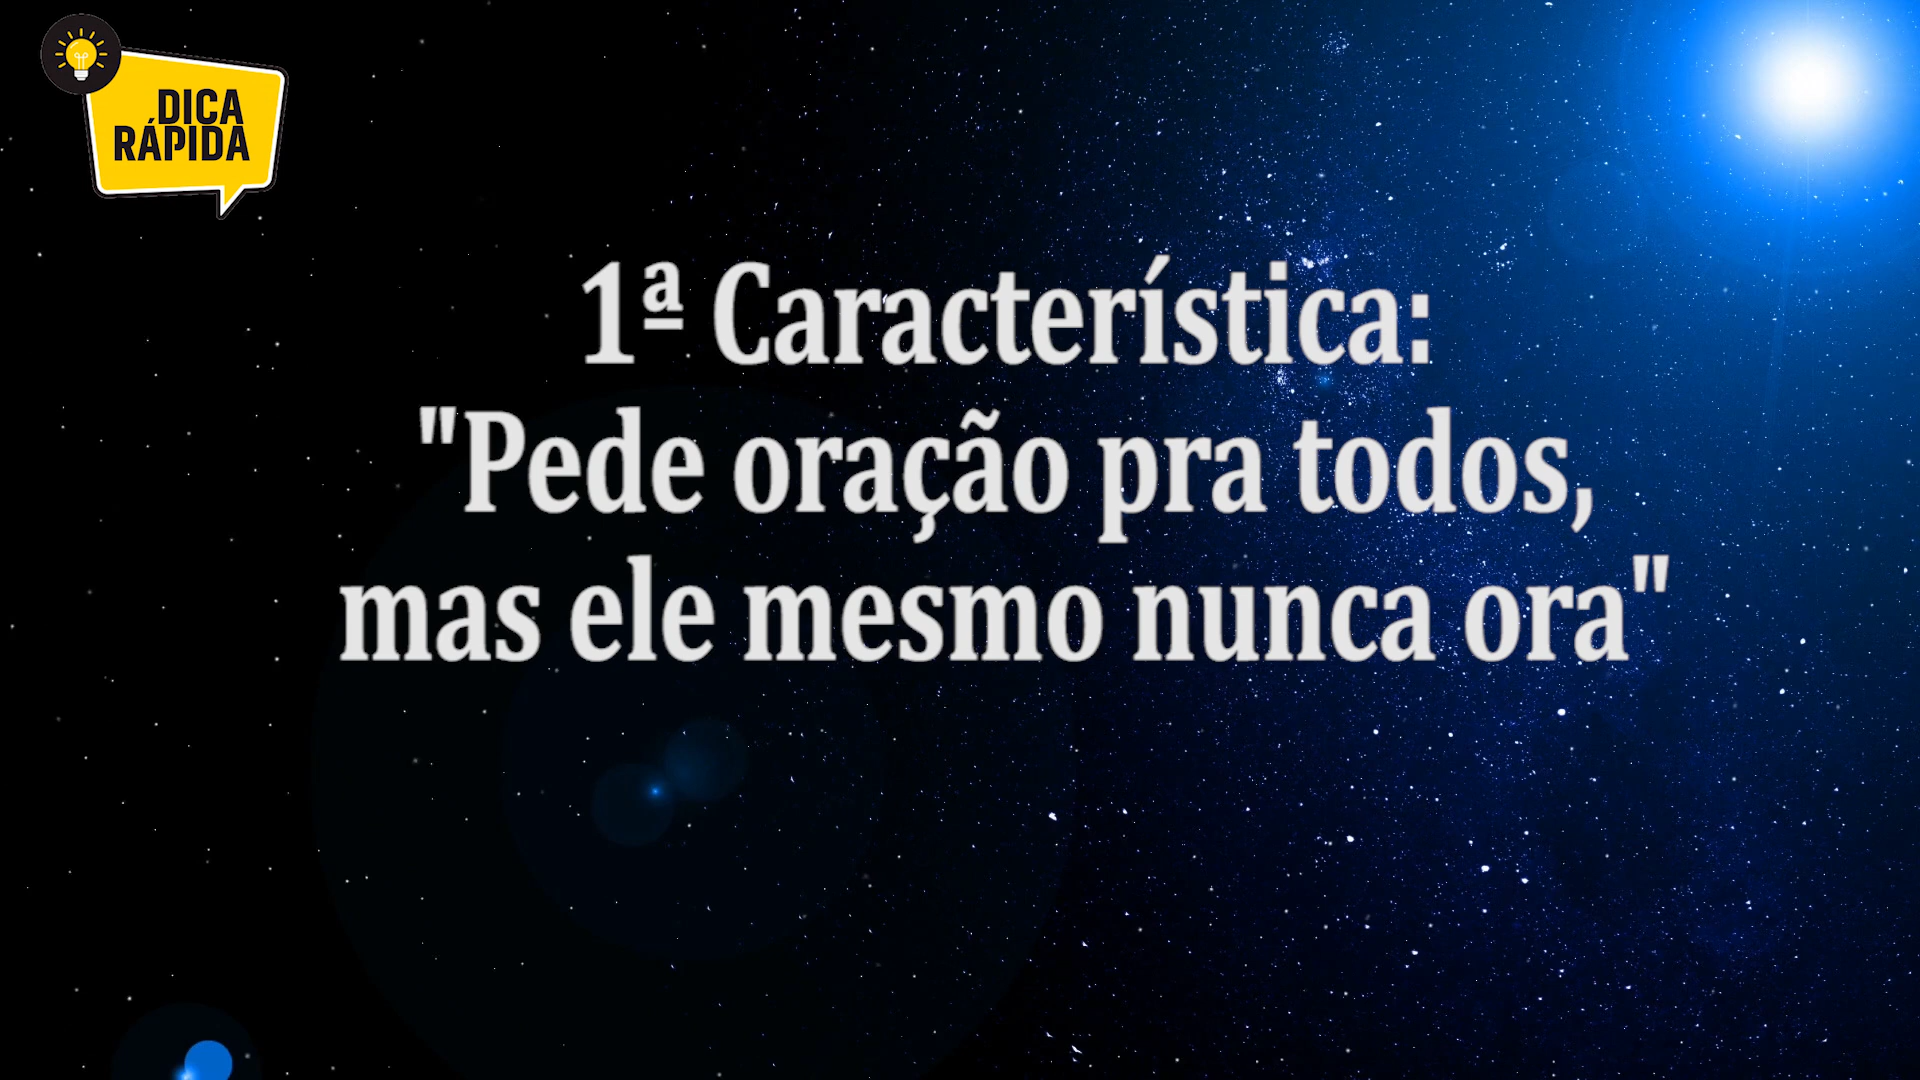 DICA
RÁPIDA
1ª Característica:
"Pede oração pra todos,
mas ele mesmo nunca ora"